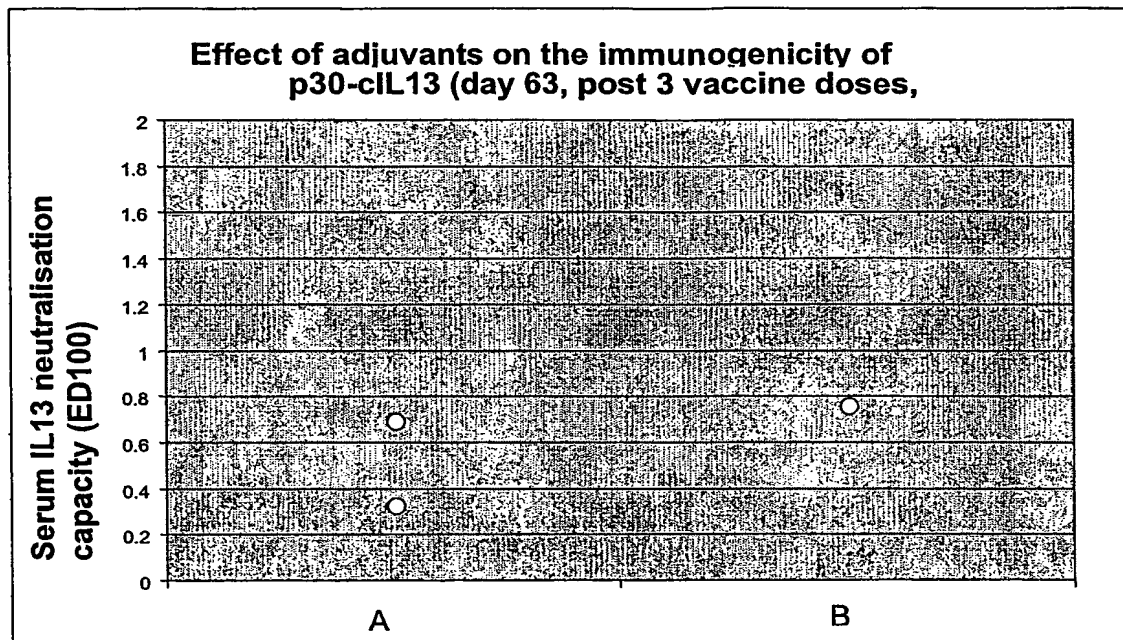 Effect of adjuvants on the immunogenicity of
p30-cIL13 (day 63, post 3 vaccine doses,
Serum IL13 neutralisation
capacity (ED100)
2
1.8
1.6
1.4
1.2
1
0.8
0.6
0.4
0.2
0
A
B